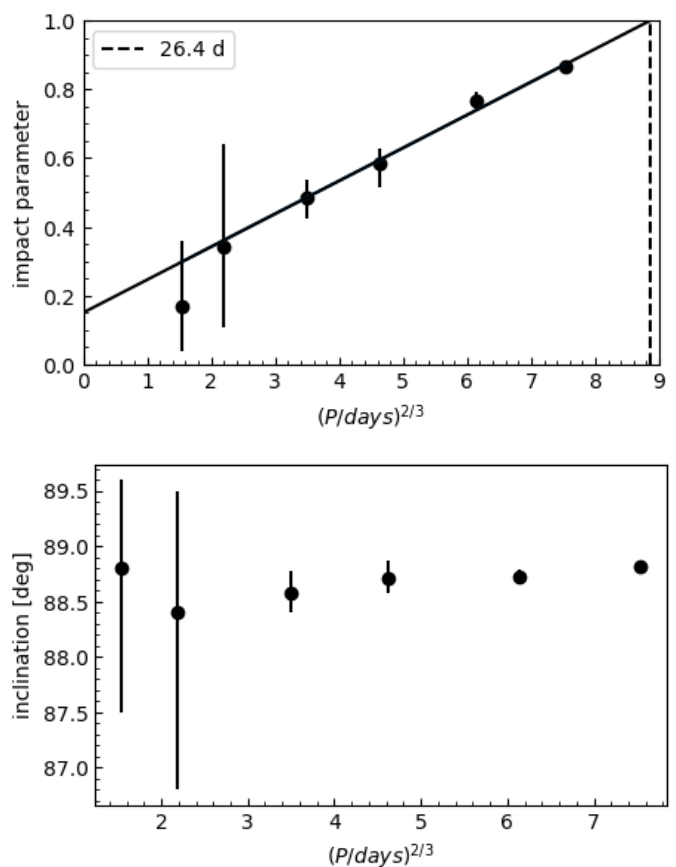 1.0
26.4 d
0.8
0.6
0.4
0.2
0.0
impact parameter
0 1 2 3 4 5 6 7 8 9
(P/days)^{2/3}
89.5
89.0
88.5
88.0
87.5
87.0
inclination [deg]
2 3 4 5 6 7
(P/days)^{2/3}